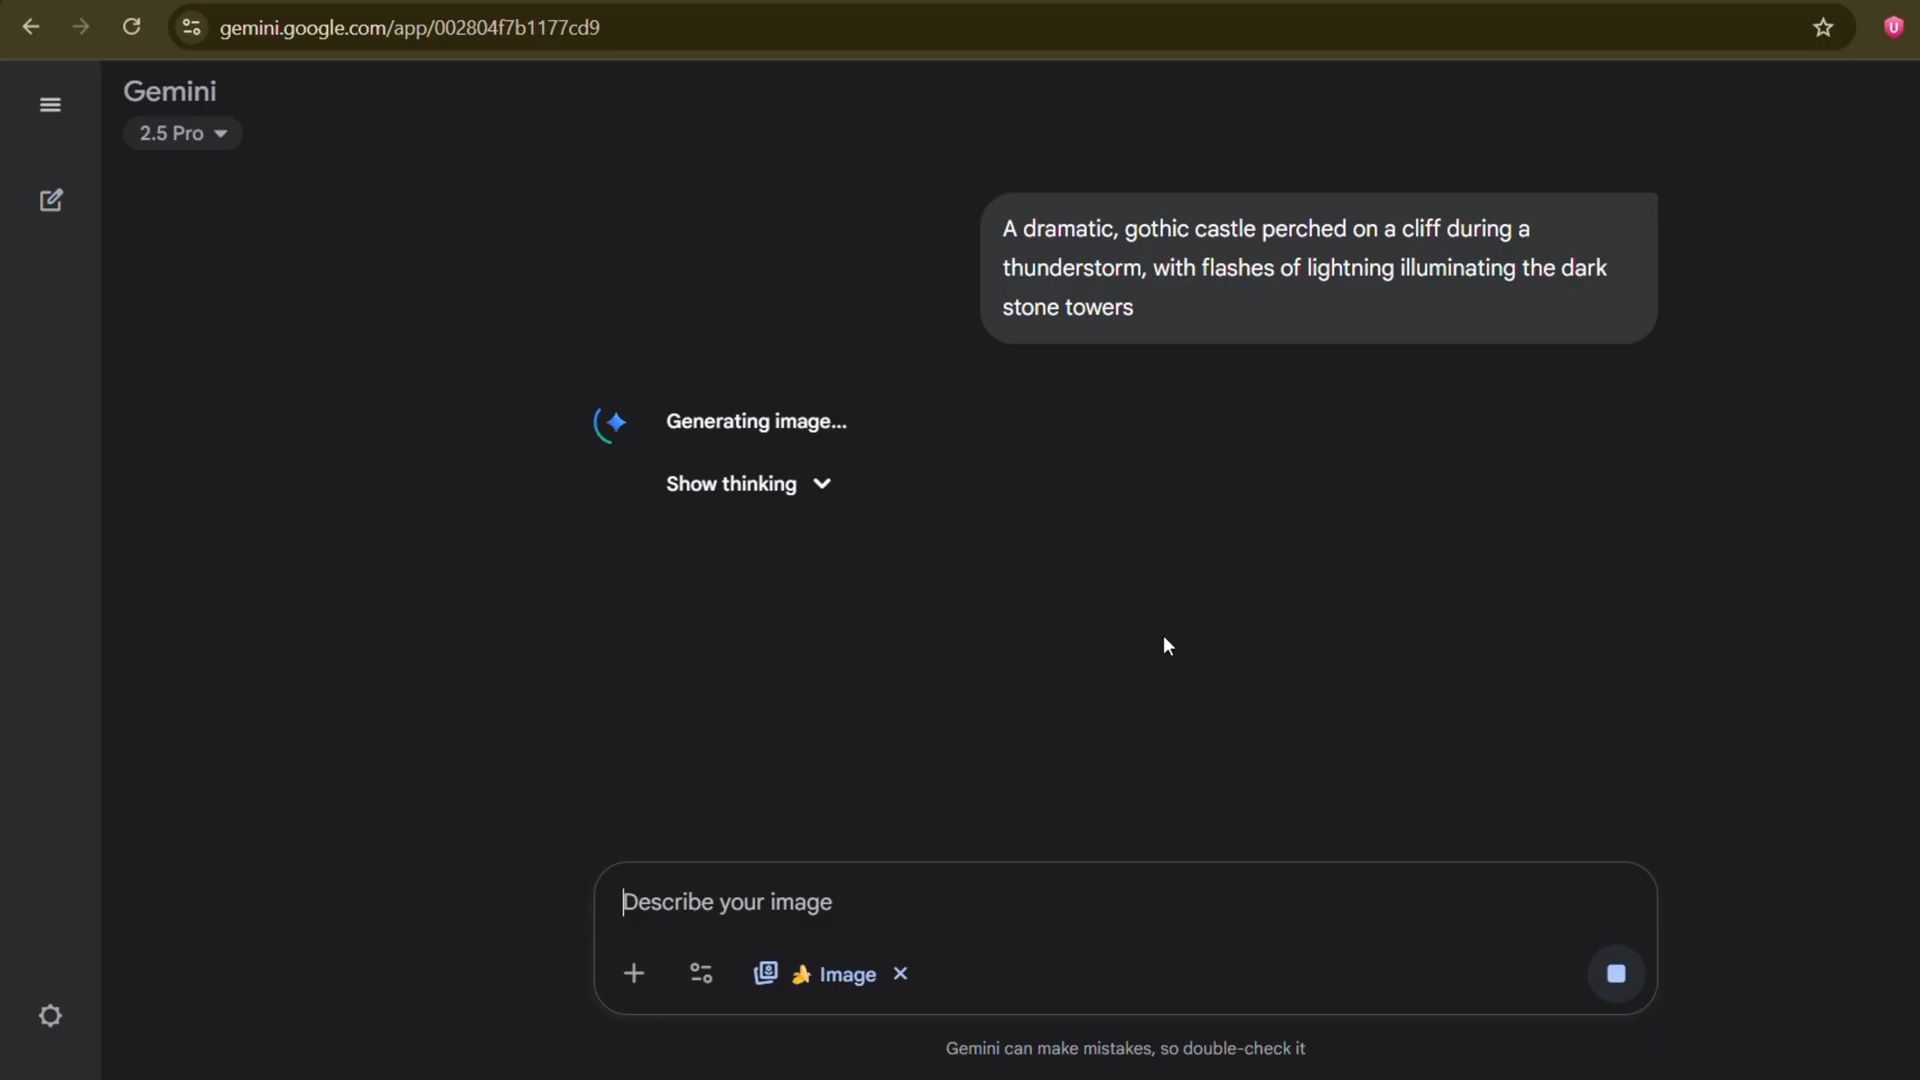 gemini.google.com/app/002804f7b1177cd9
U
Gemini
2.5 Pro
A dramatic, gothic castle perched on a cliff during a
thunderstorm, with flashes of lightning illuminating the dark
stone towers
Generating image...
Show thinking
Describe your image
Image
Gemini can make mistakes, so double-check it